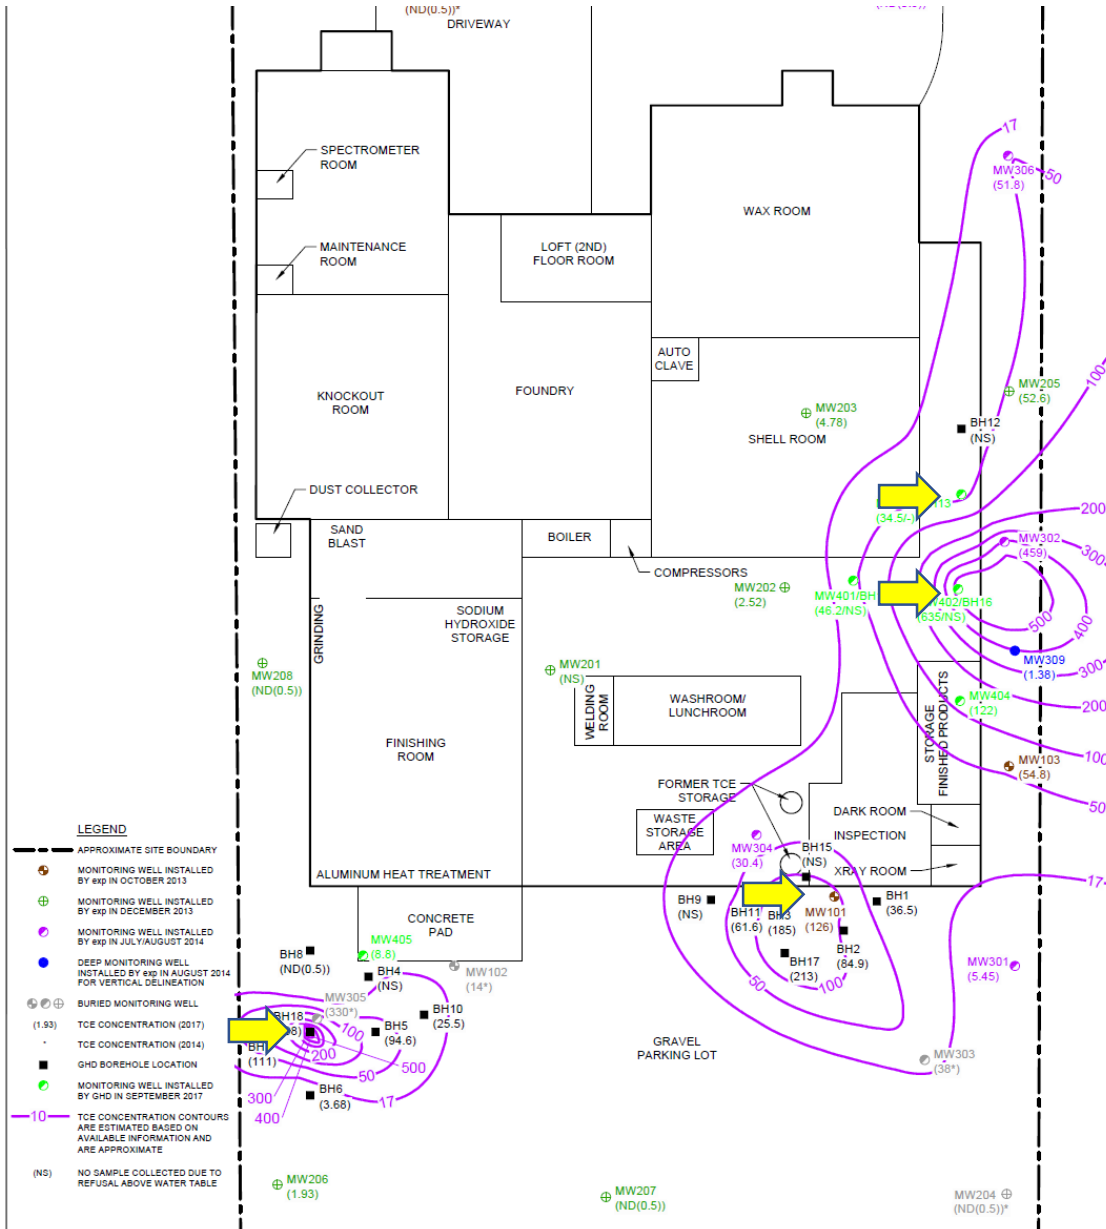 (ND(0.5))*
DRIVEWAY
SPECTROMETER
ROOM
MAINTENANCE
ROOM
LOFT (2ND)
FLOOR ROOM
WAX ROOM
17
MW306
(51.8)
50
AUTO
CLAVE
KNOCKOUT
ROOM
FOUNDRY
MW203
(4.78)
SHELL ROOM
100
MW205
(52.6)
BH12
(NS)
DUST COLLECTOR
SAND
BLAST
BOILER
COMPRESSORS
(34.5/-)
200
MW302
(459)
300
MW202
(2.52)
MW401/BH
(46.2/NS)
W402/BH16
(635/NS)
500
400
GRINDING
SODIUM
HYDROXIDE
STORAGE
MW208
(ND(0.5))
MW201
(NS)
MW309
(1.38)
300
WELDING
ROOM
WASHROOM/
LUNCHROOM
STORAGE
FINISHED PRODUCTS
MW404
(122)
200
FINISHING
ROOM
100
MW103
(54.8)
50
FORMER TCE
STORAGE
WASTE
STORAGE
AREA
MW304
(30.4)
DARK ROOM
INSPECTION
BH15
(NS)
XRAY ROOM
ALUMINUM HEAT TREATMENT
17
BH9
(NS)
BH11
(61.6)
BH3
(185)
MW101
(126)
BH1
(36.5)
CONCRETE
PAD
MW405
(8.8)
BH8
(ND(0.5))
BH4
(NS)
MW102
(14*)
BH2
(84.9)
BH17
(213)
50
100
MW301
(5.45)
MW305
(330*)
BH18
BH10
(25.5)
100
BH5
(94.6)
(111)
200
500
50
300
400
17
BH6
(3.68)
GRAVEL
PARKING LOT
MW303
(38*)
MW206
(1.93)
MW207
(ND(0.5))
MW204
(ND(0.5))*
LEGEND
APPROXIMATE SITE BOUNDARY
MONITORING WELL INSTALLED
BY exp IN OCTOBER 2013
MONITORING WELL INSTALLED
BY exp IN DECEMBER 2013
MONITORING WELL INSTALLED
BY exp IN JULY/AUGUST 2014
DEEP MONITORING WELL
INSTALLED BY exp IN AUGUST 2014
FOR VERTICAL DELINEATION
BURIED MONITORING WELL
(1.93) TCE CONCENTRATION (2017)
* TCE CONCENTRATION (2014)
GHD BOREHOLE LOCATION
MONITORING WELL INSTALLED
BY GHD IN SEPTEMBER 2017
10 TCE CONCENTRATION CONTOURS
ARE ESTIMATED BASED ON
AVAILABLE INFORMATION AND
ARE APPROXIMATE
(NS) NO SAMPLE COLLECTED DUE TO
REFUSAL ABOVE WATER TABLE